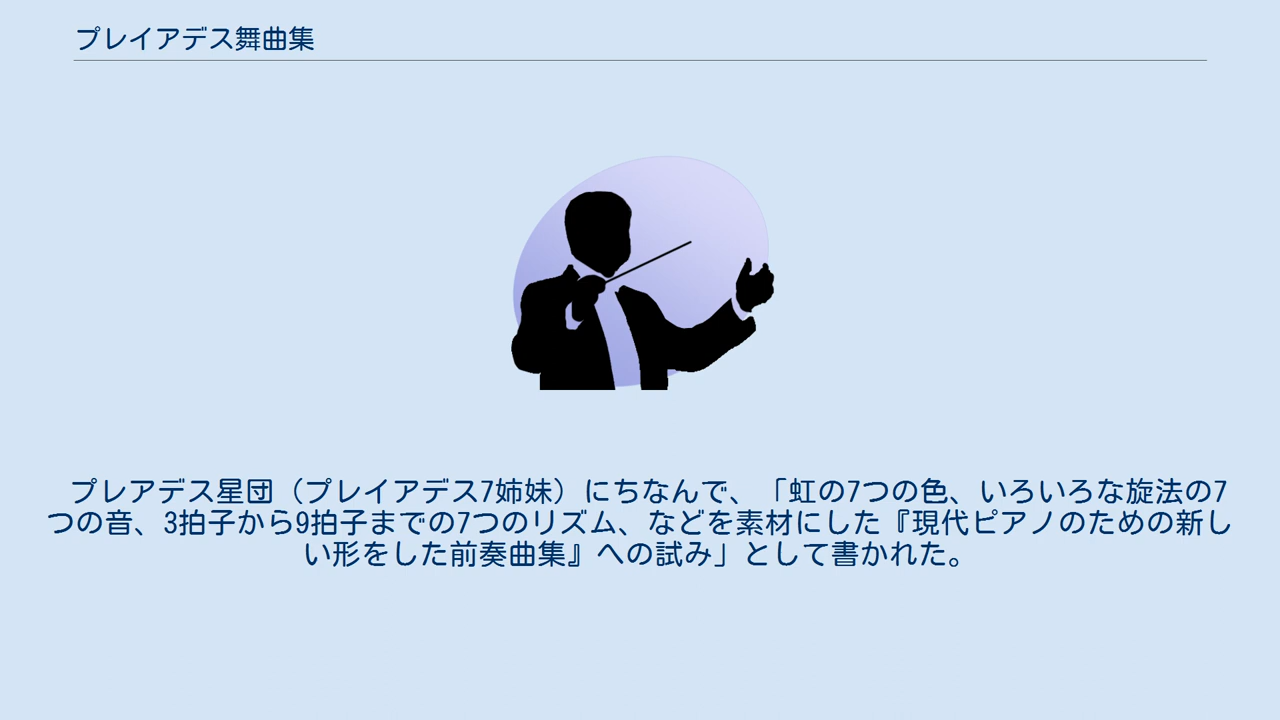 プレイアデス舞曲集
プレアデス星団（プレイアデス7姉妹）にちなんで、「虹の7つの色、いろいろな旋法の7
つの音、3拍子から9拍子までの7つのリズム、などを素材にした『現代ピアノのための新し
い形をした前奏曲集』への試み」として書かれた。